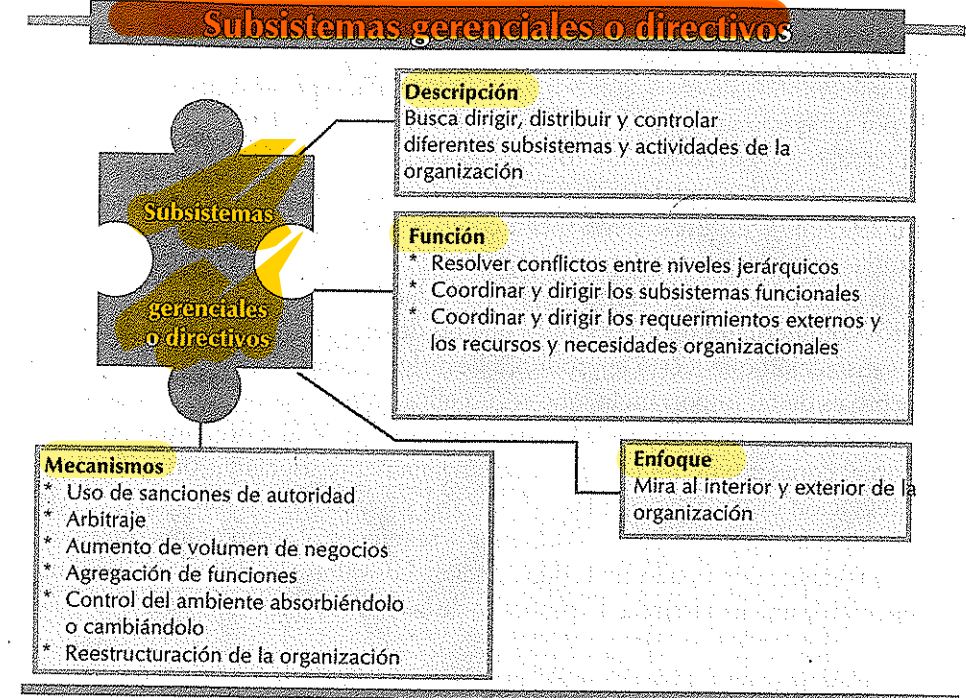 Subsistemas gerenciales o directivos
Descripción
Busca dirigir, distribuir y controlar
diferentes subsistemas y actividades de la
organización
Subsistemas
gerenciales
o directivos
Función
* Resolver conflictos entre niveles jerárquicos
* Coordinar y dirigir los subsistemas funcionales
* Coordinar y dirigir los requerimientos externos y
los recursos y necesidades organizacionales
Mecanismos
* Uso de sanciones de autoridad
* Arbitraje
* Aumento de volumen de negocios
* Agregación de funciones
* Control del ambiente absorbiéndolo
o cambiándolo
* Reestructuración de la organización
Enfoque
Mira al interior y exterior de la
organización